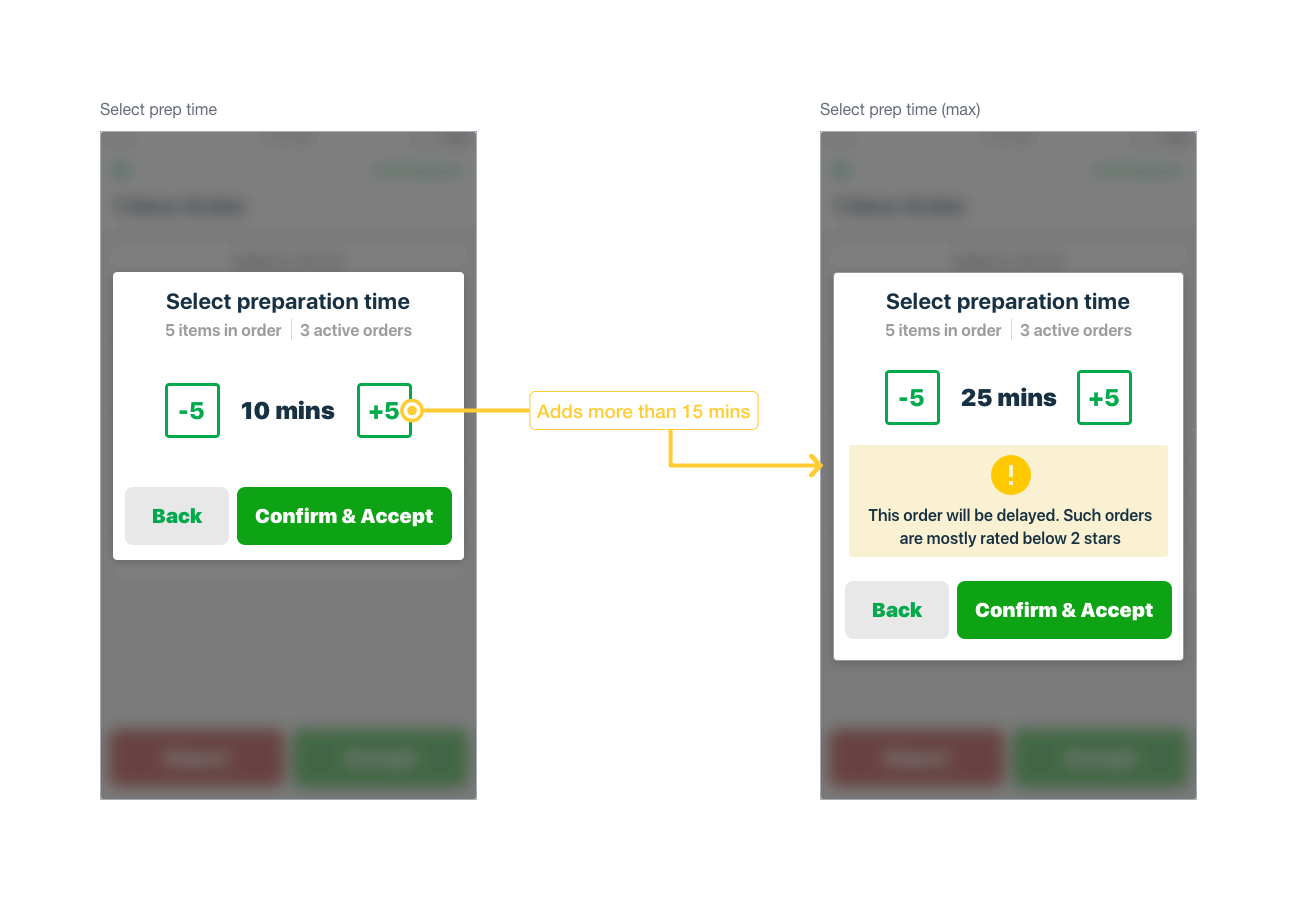 Select prep time
Select preparation time
5 items in order | 3 active orders
-5 10 mins +5
Back Confirm & Accept
Adds more than 15 mins
Select prep time (max)
Select preparation time
5 items in order | 3 active orders
-5 25 mins +5
!
This order will be delayed. Such orders
are mostly rated below 2 stars
Back Confirm & Accept